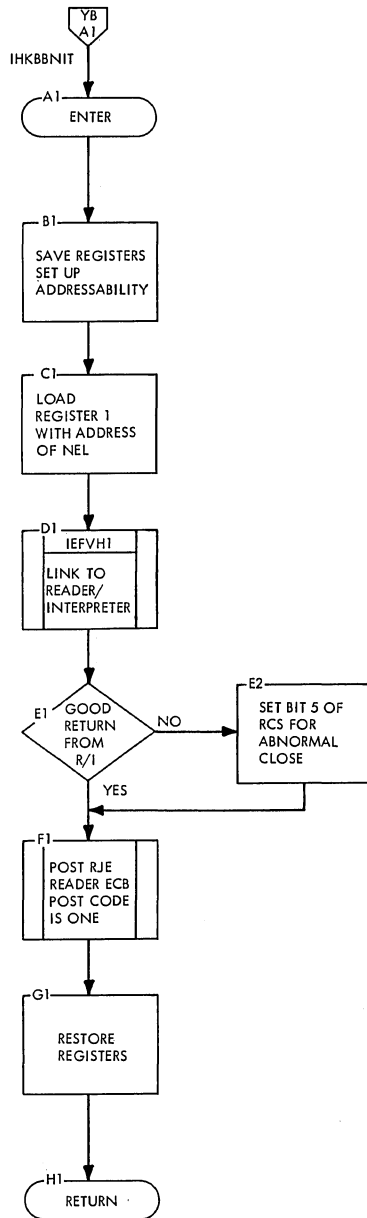 YB
A1
IHKBBNIT
A1
ENTER
B1
SAVE REGISTERS
SET UP
ADDRESSABILITY
C1
LOAD
REGISTER 1
WITH ADDRESS
OF NEL
D1
IEFVH1
LINK TO
READER/
INTERPRETER
E1
GOOD
RETURN
FROM
R/I
NO
YES
E2
SET BIT 5 OF
RCS FOR
ABNORMAL
CLOSE
F1
POST RJE
READER ECB
POST CODE
IS ONE
G1
RESTORE
REGISTERS
H1
RETURN